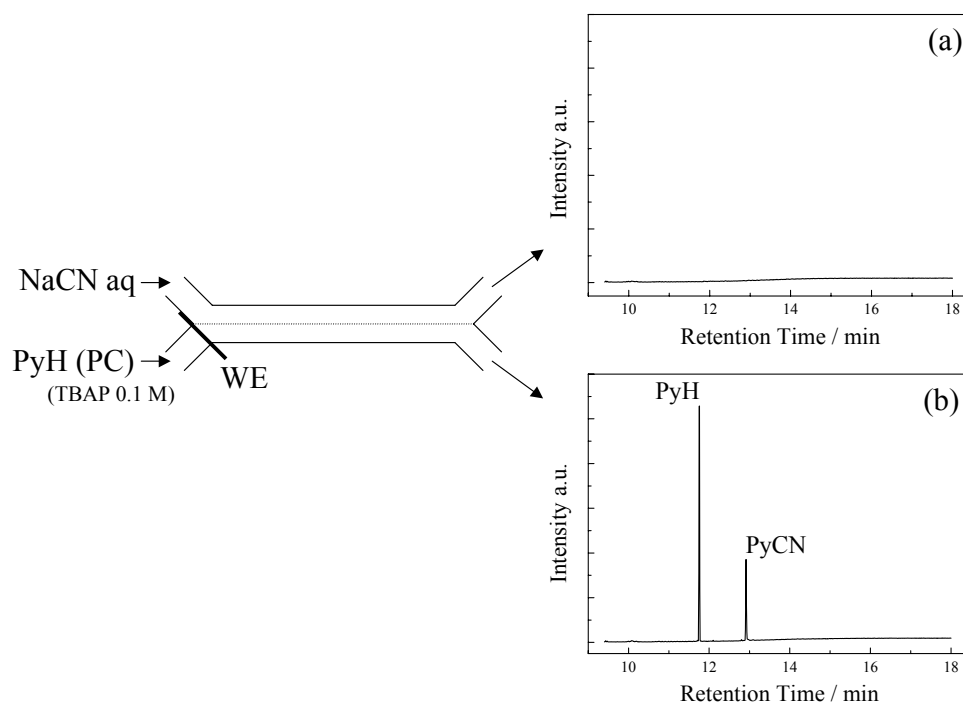 (a)
Intensity a.u.
10 12 14 16 18
Retention Time / min
NaCN aq
PyH (PC)
(TBAP 0.1 M)
WE
(b)
PyH
PyCN
Intensity a.u.
10 12 14 16 18
Retention Time / min